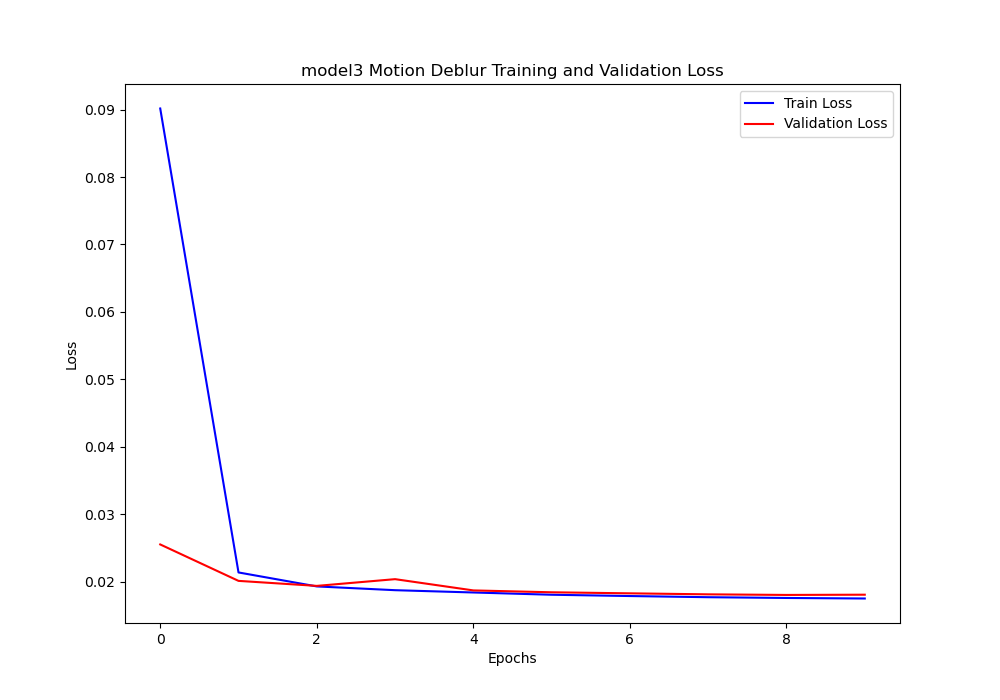 model3 Motion Deblur Training and Validation Loss
Train Loss
Validation Loss
0.09
0.08
0.07
0.06
0.05
0.04
0.03
0.02
Loss
0 2 4 6 8
Epochs